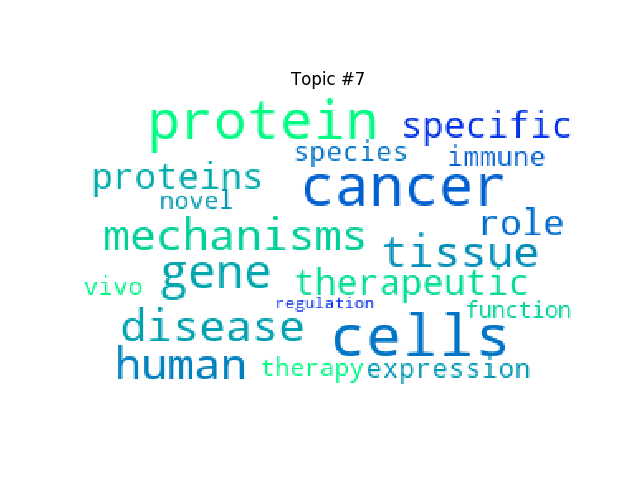 Topic #7
protein
specific
species
immune
proteins
cancer
novel
role
mechanisms
tissue
gene
therapeutic
vivo
regulation
function
disease
cells
human
therapy
expression